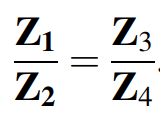 Z₁/Z₂ = Z₃/Z₄.